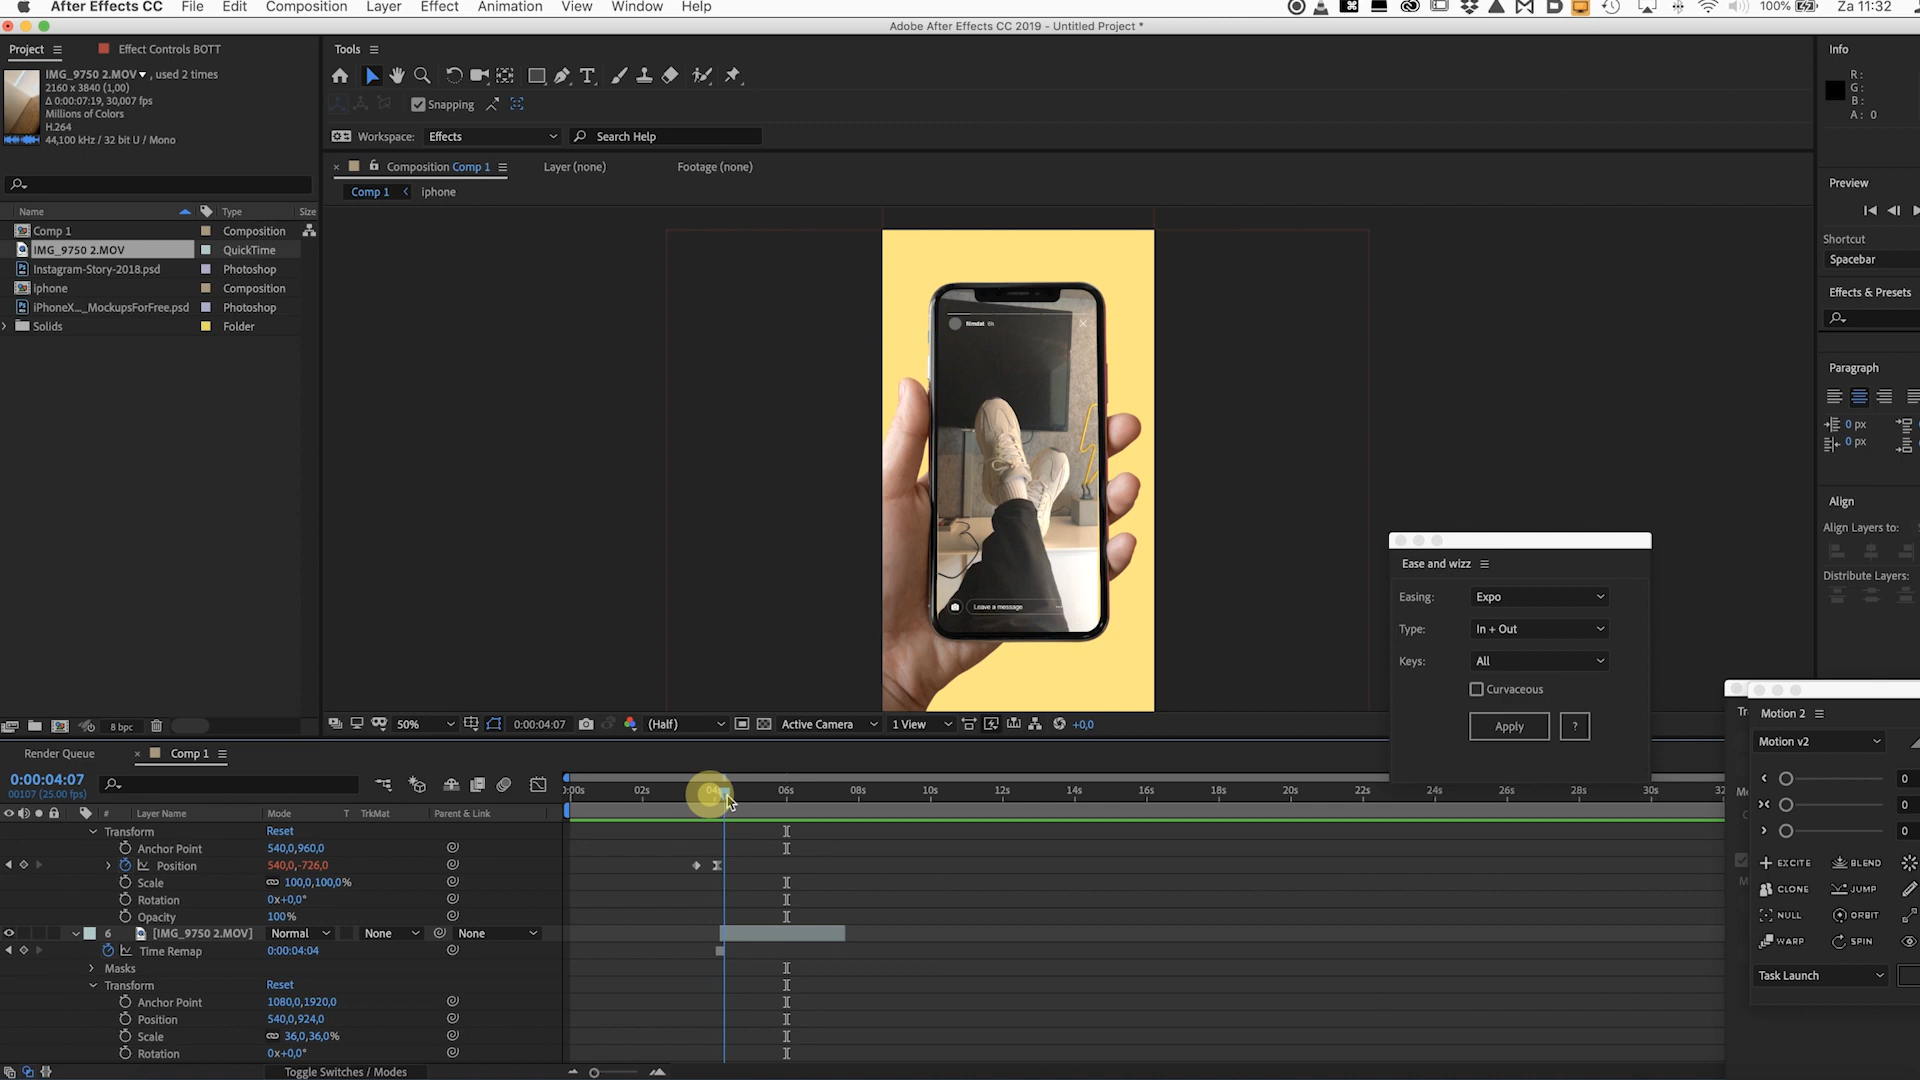 After Effects CC File Edit Composition Layer Effect Animation View Window Help 100% Za 11:32
Adobe After Effects CC 2019 - Untitled Project *
Project Effect Controls BOTT
IMG_9750 2.MOV , used 2 times
2160 x 3840 (1,00)
Δ 0:00:07:19, 30,007 fps
Millions of Colors
H.264
44,100 kHz / 32 bit U / Mono
Name Type Size
Comp 1 Composition
IMG_9750 2.MOV QuickTime
Instagram-Story-2018.psd Photoshop
iphone Composition
iPhoneX..._MockupsForFree.psd Photoshop
Solids Folder
8 bpc
Tools
Snapping
Workspace: Effects Search Help
Composition Comp 1 Layer (none) Footage (none)
Comp 1 iphone
filmdat 6h
Leave a message
50% 0:00:04:07 (Half) Active Camera 1 View +0,0
Info
R:
G:
B:
A: 0
Preview
Shortcut
Spacebar
Effects & Presets
Paragraph
0 px
0 px
Align
Align Layers to:
Distribute Layers:
Ease and wizz
Easing: Expo
Type: In + Out
Keys: All
Curvaceous
Apply ?
Motion 2
Motion v2
0
0
0
EXCITE BLEND
CLONE JUMP
NULL ORBIT
WARP SPIN
Task Launch
Render Queue Comp 1
0:00:04:07
00107 (25.00 fps)
:00s 02s 04s 06s 08s 10s 12s 14s 16s 18s 20s 22s 24s 26s 28s 30s 32
# Layer Name Mode T TrkMat Parent & Link
Transform Reset
Anchor Point 540,0,960,0
Position 540,0,-726,0
Scale 100,0,100,0%
Rotation 0x+0,0°
Opacity 100%
6 [IMG_9750 2.MOV] Normal None None
Time Remap 0:00:04:04
Masks
Transform Reset
Anchor Point 1080,0,1920,0
Position 540,0,924,0
Scale 36,0,36,0%
Rotation 0x+0,0°
Toggle Switches / Modes